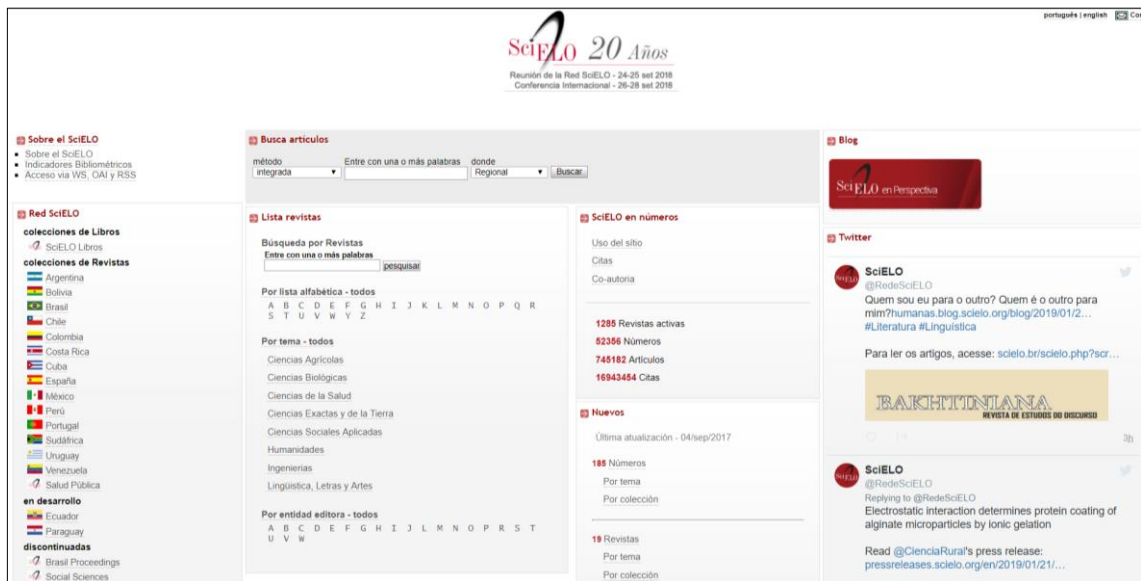 português | english
SciELO 20 Años
Reunión de la Red SciELO - 24-25 set 2018
Conferencia Internacional - 26-28 set 2018
Sobre el SciELO
Sobre el SciELO
Indicadores Bibliométricos
Acceso via WS, OAI y RSS
Red SciELO
colecciones de Libros
SciELO Libros
colecciones de Revistas
Argentina
Bolivia
Brasil
Chile
Colombia
Costa Rica
Cuba
España
México
Perú
Portugal
Sudáfrica
Uruguay
Venezuela
Salud Pública
en desarrollo
Ecuador
Paraguay
discontinuadas
Brasil Proceedings
Social Sciences
Busca artículos
método Entre con una o más palabras donde
integrada Regional Buscar
Lista revistas
Búsqueda por Revistas
Entre con una o más palabras
pesquisar
Por lista alfabética - todos
A B C D E F G H I J K L M N O P Q R
S T U V W Y Z
Por tema - todos
Ciencias Agrícolas
Ciencias Biológicas
Ciencias de la Salud
Ciencias Exactas y de la Tierra
Ciencias Sociales Aplicadas
Humanidades
Ingenierias
Lingüística, Letras y Artes
Por entidad editora - todos
A B C D E F G H I J L M N O P R S T
U V W
SciELO en números
Uso del sítio
Citas
Co-autoria
1285 Revistas activas
52356 Números
745182 Artículos
16943454 Citas
Nuevos
Última atualización - 04/sep/2017
185 Números
Por tema
Por colección
19 Revistas
Por tema
Por colección
Blog
SciELO en Perspectiva
Twitter
SciELO
@RedeSciELO
Quem sou eu para o outro? Quem é o outro para
mim?humanas.blog.scielo.org/blog/2019/01/2…
#Literatura #Linguística
Para ler os artigos, acesse: scielo.br/scielo.php?scr…
BAKHTINIANA
REVISTA DE ESTUDOS DO DISCURSO
SciELO
@RedeSciELO
Replying to @RedeSciELO
Electrostatic interaction determines protein coating of
alginate microparticles by ionic gelation
Read @CienciaRural's press release:
pressreleases.scielo.org/en/2019/01/21/…